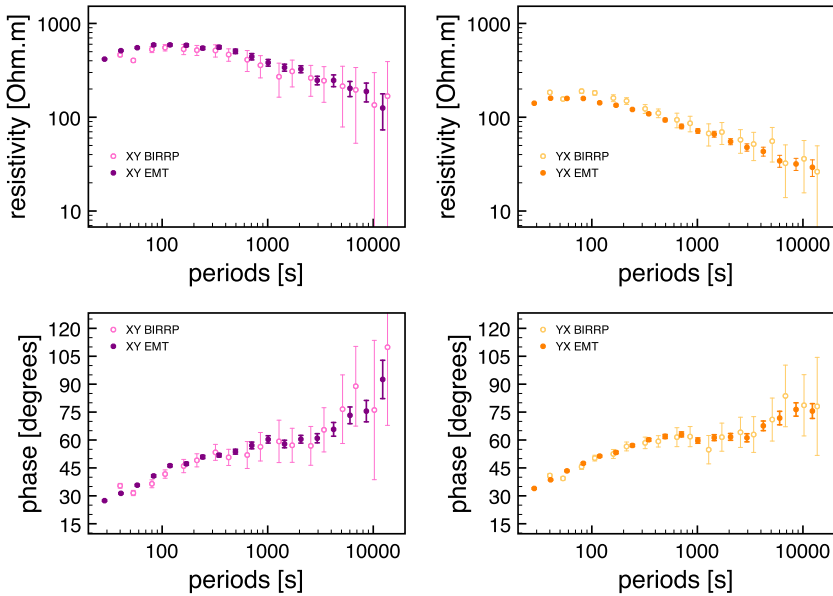 resistivity [Ohm.m]
1000
100
10
XY BIRRP
XY EMT
100 1000 10000
periods [s]
resistivity [Ohm.m]
1000
100
10
YX BIRRP
YX EMT
100 1000 10000
periods [s]
phase [degrees]
120
105
90
75
60
45
30
15
XY BIRRP
XY EMT
100 1000 10000
periods [s]
phase [degrees]
120
105
90
75
60
45
30
15
YX BIRRP
YX EMT
100 1000 10000
periods [s]